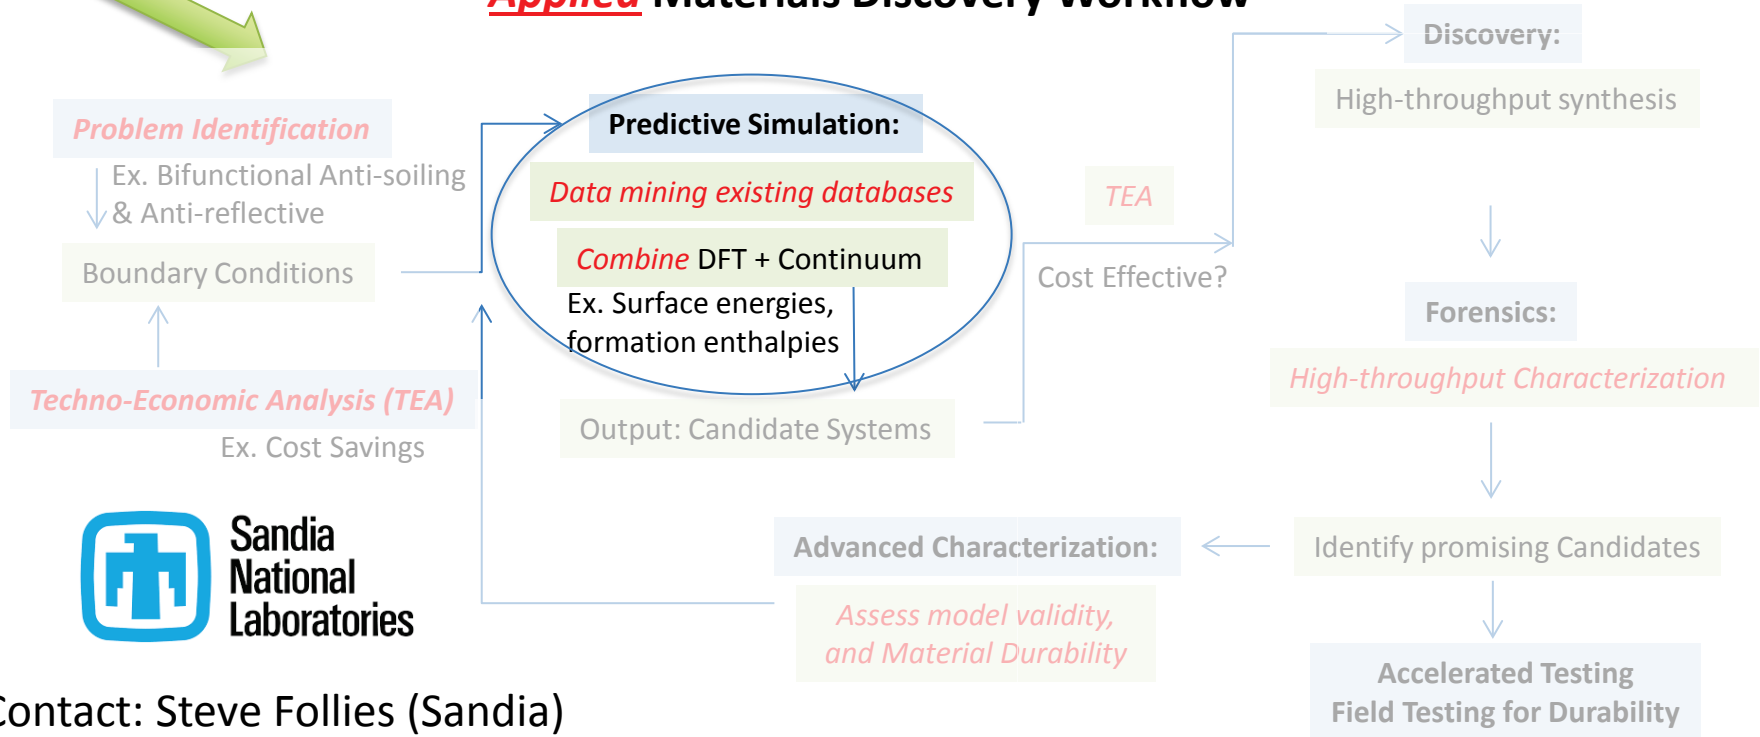 Applied Materials Discovery Workflow
Problem Identification
Ex. Bifunctional Anti-soiling
& Anti-reflective
Boundary Conditions
Techno-Economic Analysis (TEA)
Ex. Cost Savings
Predictive Simulation:
Data mining existing databases
Combine DFT + Continuum
Ex. Surface energies,
formation enthalpies
Output: Candidate Systems
TEA
Cost Effective?
Discovery:
High-throughput synthesis
Forensics:
High-throughput Characterization
Identify promising Candidates
Advanced Characterization:
Assess model validity,
and Material Durability
Accelerated Testing
Field Testing for Durability
Sandia
National
Laboratories
Contact: Steve Follies (Sandia)